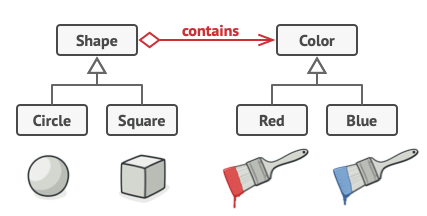 contains
Shape
Color
Circle
Square
Red
Blue